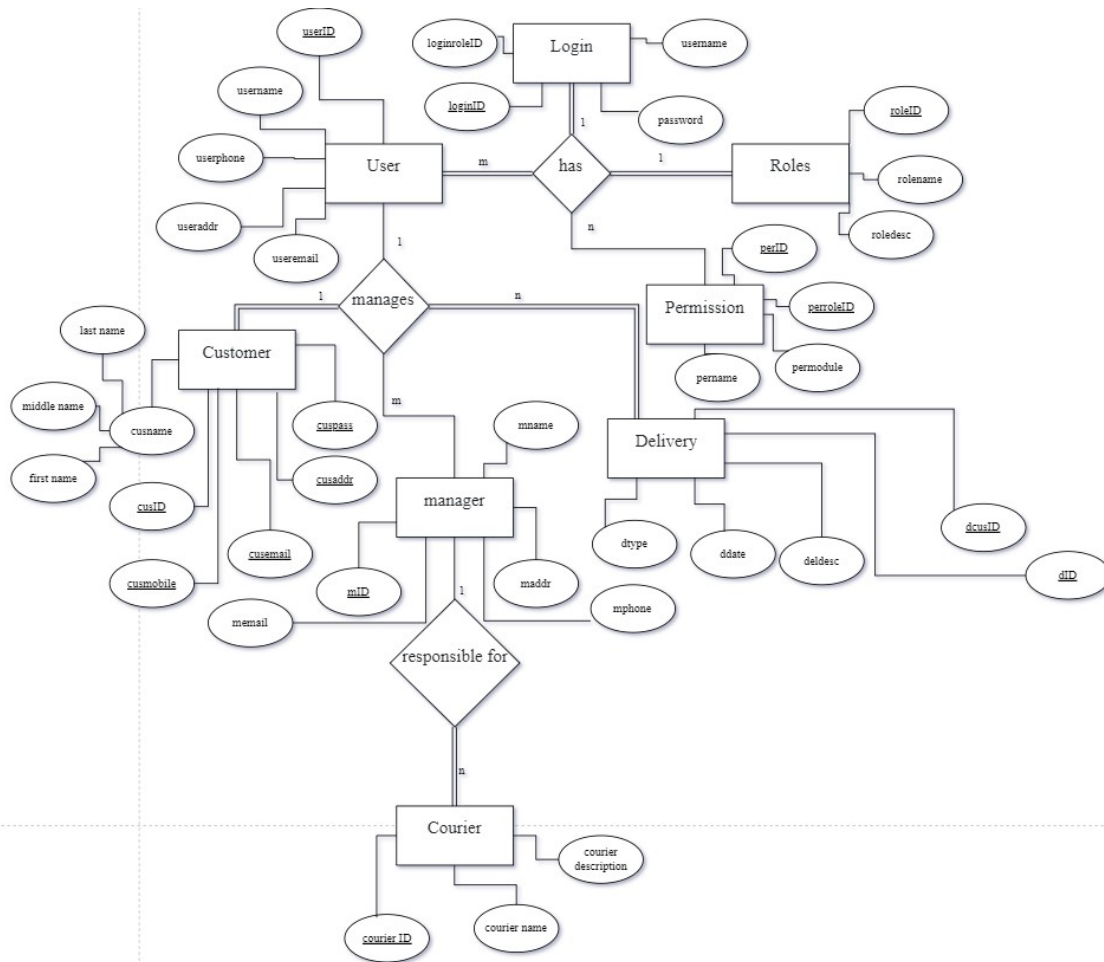 userID
Login
loginroleID
username
loginID
password
username
roleID
1
userphone
User
m
has
1
Roles
rolename
useraddr
roledesc
useremail
n
1
perID
manages
1
n
Permission
perroleID
last name
Customer
permodule
pername
middle name
cusname
cuspass
m
mname
Delivery
first name
cusaddr
cusID
manager
dcusID
dtype
ddate
deldesc
cusemail
cusmobile
mID
maddr
dID
memail
1
mphone
responsible for
n
Courier
courier
description
courier name
courier ID